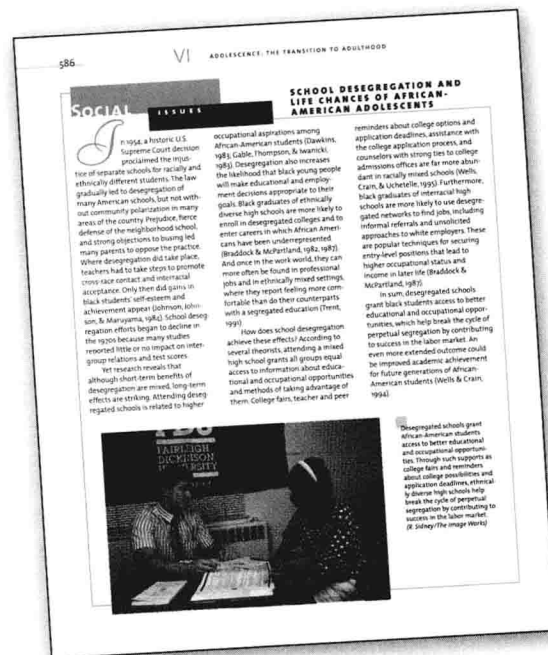 586
VI ADOLESCENCE: THE TRANSITION TO ADULTHOOD
SOCIAL ISSUES
SCHOOL DESEGREGATION AND
LIFE CHANCES OF AFRICAN-
AMERICAN ADOLESCENTS
In 1954, a historic U.S.
Supreme Court decision
proclaimed the injus-
tice of separate schools for racially and
ethnically different students. The law
gradually led to desegregation of
many American schools, but not with-
out community polarization in many
areas of the country. Prejudice, fierce
defense of the neighborhood school,
and strong objections to busing led
many parents to oppose the practice.
Where desegregation did take place,
teachers had to take steps to promote
cross-race contact and interracial
acceptance. Only then did gains in
black students' self-esteem and
achievement appear (Johnson, John-
son, & Maruyama, 1984). School deseg-
regation efforts began to decline in
the 1970s because many studies
reported little or no impact on inter-
group relations and test scores.
Yet research reveals that
although short-term benefits of
desegregation are mixed, long-term
effects are striking. Attending deseg-
regated schools is related to higher
occupational aspirations among
African-American students (Dawkins,
1983; Gable, Thompson, & Iwanicki,
1983). Desegregation also increases
the likelihood that black young people
will make educational and employ-
ment decisions appropriate to their
goals. Black graduates of ethnically
diverse high schools are more likely to
enroll in desegregated colleges and to
enter careers in which African Ameri-
cans have been underrepresented
(Braddock & McPartland, 1982, 1987).
And once in the work world, they can
more often be found in professional
jobs and in ethnically mixed settings,
where they report feeling more com-
fortable than do their counterparts
with a segregated education (Trent,
1991).
How does school desegregation
achieve these effects? According to
several theorists, attending a mixed
high school grants all groups equal
access to information about educa-
tional and occupational opportunities
and methods of taking advantage of
them. College fairs, teacher and peer
reminders about college options and
application deadlines, assistance with
the college application process, and
counselors with strong ties to college
admissions offices are far more abun-
dant in racially mixed schools (Wells,
Crain, & Uchetelle, 1995). Furthermore,
black graduates of interracial high
schools are more likely to use desegre-
gated networks to find jobs, including
informal referals and unsolicited
approaches to white employers. These
are popular techniques for securing
entry-level positions that lead to
higher occupational status and
income in later life (Braddock &
McPartland, 1987).
In sum, desegregated schools
grant black students access to better
educational and occupational oppor-
tunities, which help break the cycle of
perpetual segregation by contributing
to success in the labor market. An
even more extended outcome could
be improved academic achievement
for future generations of African-
American students (Wells & Crain,
1994).
FDU
FAIRLEIGH
DICKINSON
UNIVERSITY
Desegregated schools grant
African-American students
access to better educational
and occupational opportuni-
ties. Through such supports as
college fairs and reminders
about college possibilities and
application deadlines, ethnical-
ly diverse high schools help
break the cycle of perpetual
segregation by contributing to
success in the labor market.
(R. Sidney/The Image Works)